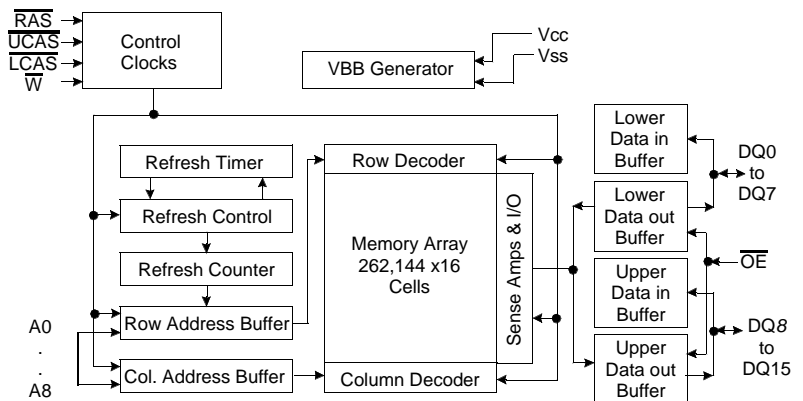 RAS
UCAS
LCAS
W
Control
Clocks
VBB Generator
Vcc
Vss
Refresh Timer
Refresh Control
Refresh Counter
Row Address Buffer
Col. Address Buffer
A0
.
.
A8
Row Decoder
Memory Array
262,144 x16
Cells
Column Decoder
Sense Amps & I/O
Lower
Data in
Buffer
Lower
Data out
Buffer
Upper
Data in
Buffer
Upper
Data out
Buffer
DQ0
to
DQ7
OE
DQ8
to
DQ15